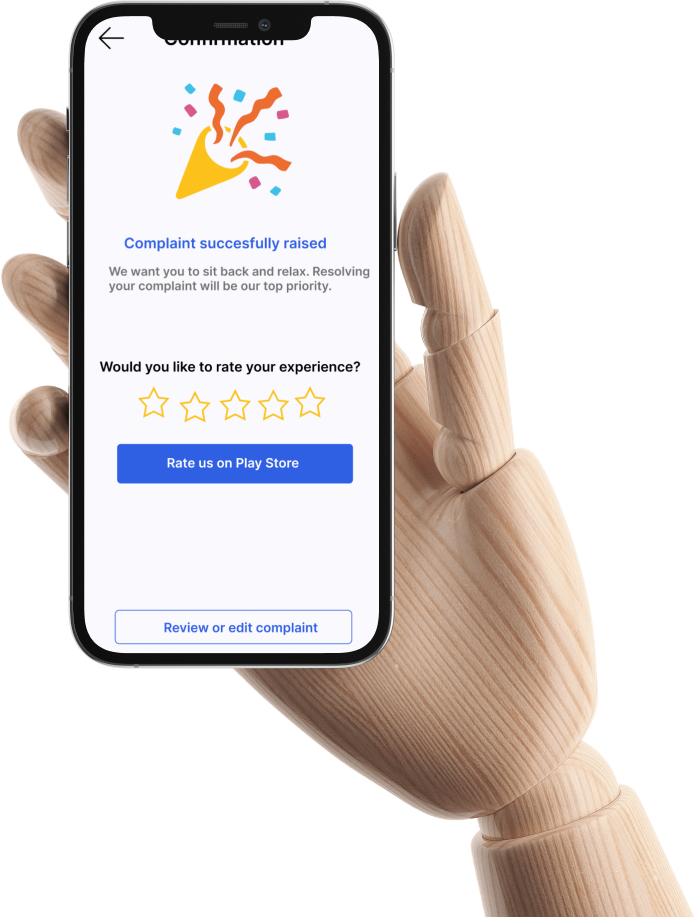 Confirmation
Complaint succesfully raised
We want you to sit back and relax. Resolving
your complaint will be our top priority.
Would you like to rate your experience?
Rate us on Play Store
Review or edit complaint